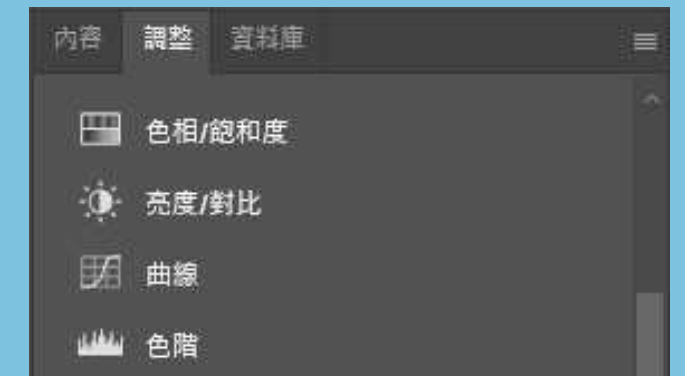 內容 調整 資料庫
色相/飽和度
亮度/對比
曲線
色階